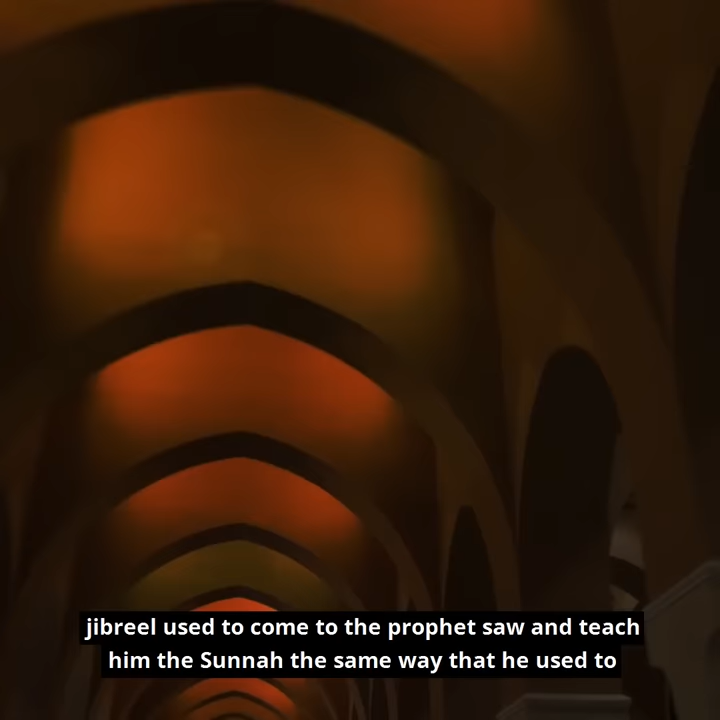 jibreel used to come to the prophet saw and teach
him the Sunnah the same way that he used to